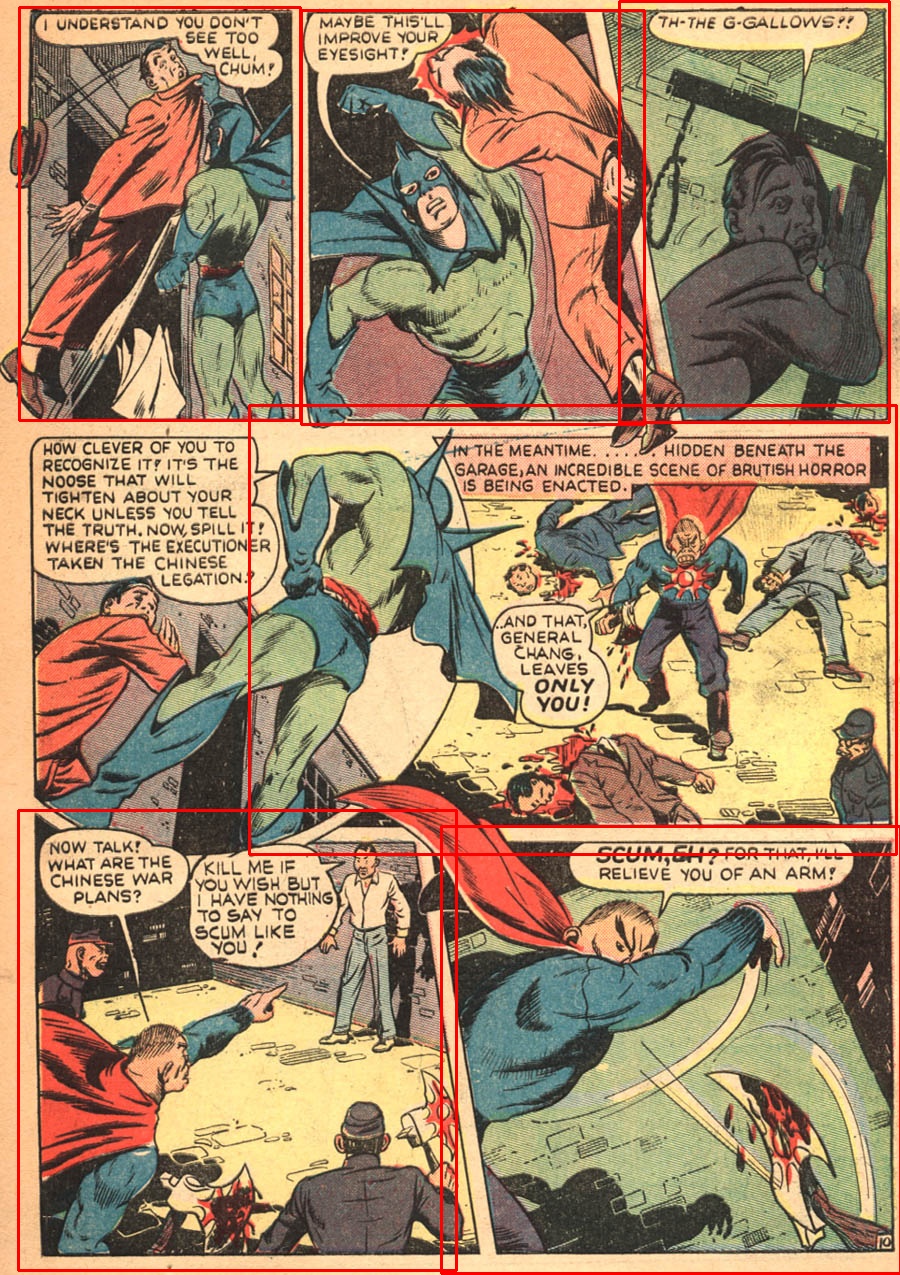 I UNDERSTAND YOU DON'T
SEE TOO
WELL,
CHUM!
MAYBE THIS'LL
IMPROVE YOUR
EYESIGHT!
TH-THE G-GALLOWS??
HOW CLEVER OF YOU TO
RECOGNIZE IT! IT'S THE
NOOSE THAT WILL
TIGHTEN ABOUT YOUR
NECK UNLESS YOU TELL
THE TRUTH. NOW, SPILL IT!
WHERE'S THE EXECUTIONER
TAKEN THE CHINESE
LEGATION?
IN THE MEANTIME..... HIDDEN BENEATH THE
GARAGE, AN INCREDIBLE SCENE OF BRUTISH HORROR
IS BEING ENACTED.
..AND THAT,
GENERAL
CHANG,
LEAVES
ONLY
YOU!
NOW TALK!
WHAT ARE THE
CHINESE WAR
PLANS?
KILL ME IF
YOU WISH BUT
I HAVE NOTHING
TO SAY TO
SCUM LIKE
YOU!
SCUM, EH? FOR THAT, I'LL
RELIEVE YOU OF AN ARM!
10